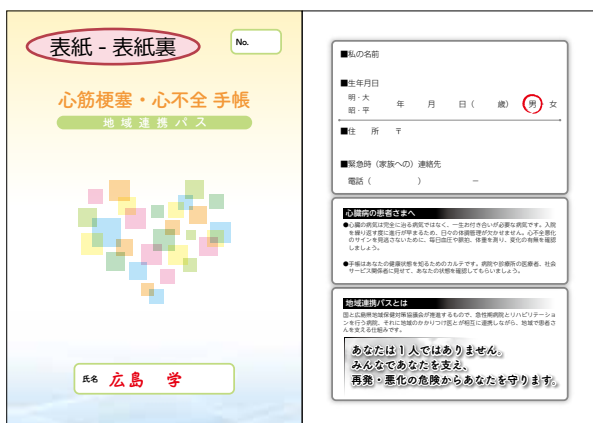 表紙 - 表紙裏
No.
心筋梗塞・心不全 手帳
地域連携パス
氏名 広島 学
■私の名前
■生年月日
明・大
昭・平
年 月 日( 歳) 男・女
■住 所 〒
■緊急時（家族への）連絡先
電話（ ） −
心臓病の患者さまへ
●心臓の病気は完全に治る病気ではなく、一生お付き合いが必要な病気です。入院
を繰り返す度に進行が早まるため、日々の体調管理が欠かせません。心不全悪化
のサインを見逃さないために、毎日血圧や脈拍、体重を測り、変化の有無を確認
しましょう。
●手帳はあなたの健康状態を知るためのカルテです。病院や診療所の医療者、社会
サービス関係者に見せて、あなたの状態を確認してもらいましょう。
地域連携パスとは
国と広島県地域保健対策協議会が推進するもので、急性期病院とリハビリテーショ
ンを行う病院、それに地域のかかりつけ医とが相互に連携しながら、地域で患者さ
んを支える仕組みです。
あなたは１人ではありません。
みんなであなたを支え、
再発・悪化の危険からあなたを守ります。